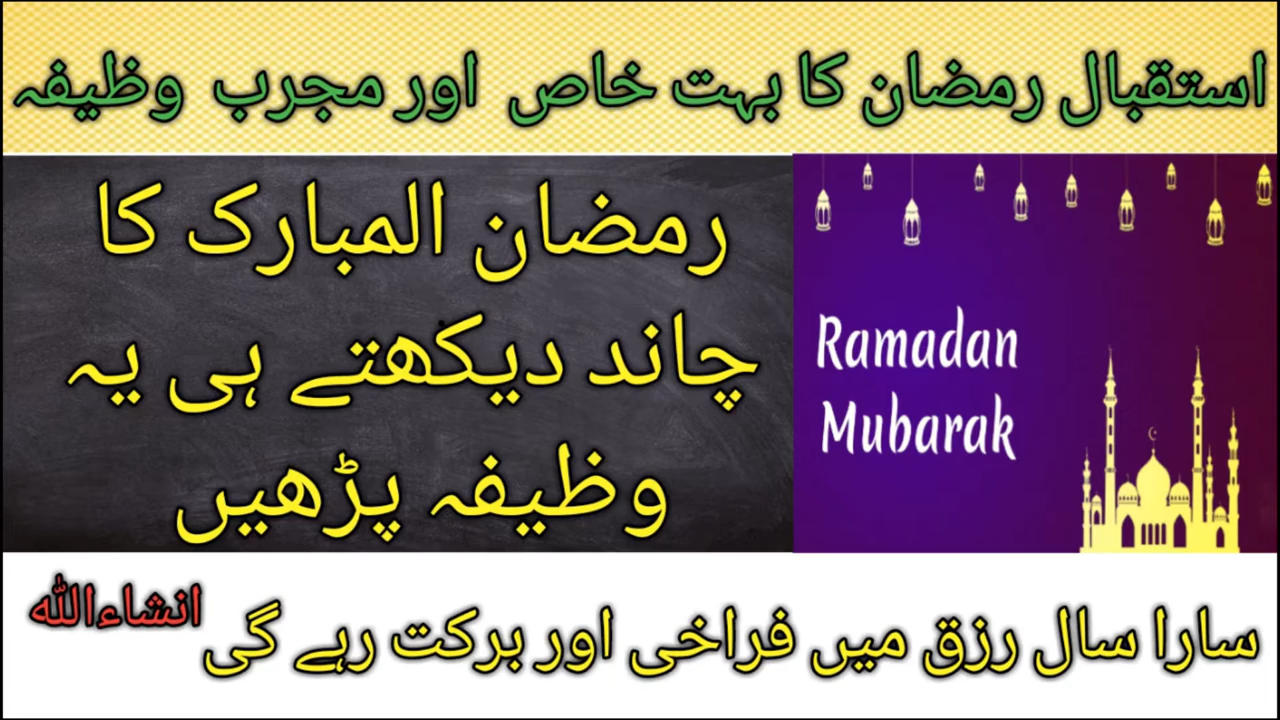 استقبال رمضان کا بہت خاص اور مجرب وظیفہ
رمضان المبارک کا
چاند دیکھتے ہی یہ
وظیفہ پڑھیں
Ramadan
Mubarak
سارا سال رزق میں فراخی اور برکت رہے گی انشاءاللہ